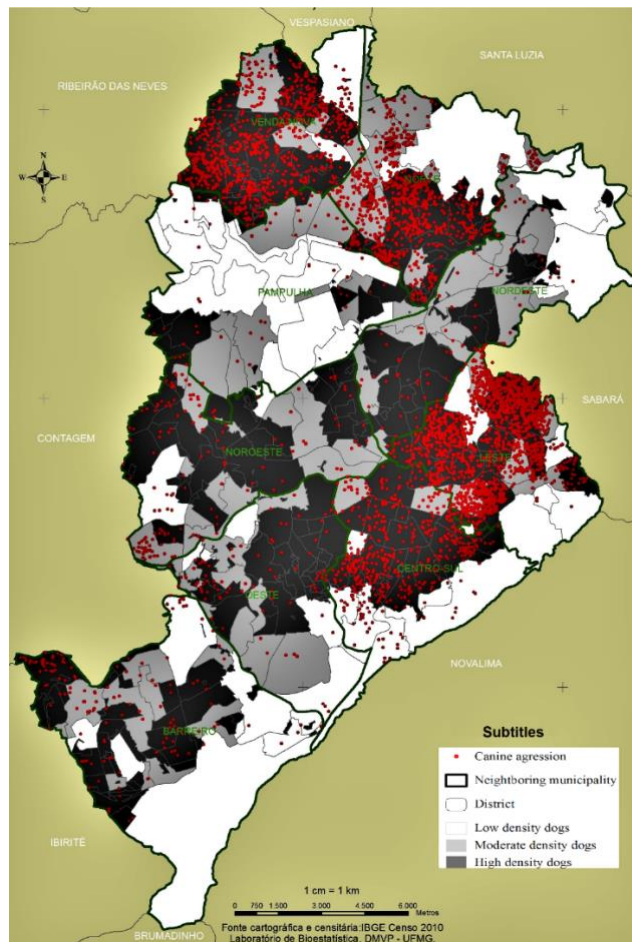 VESPASIANO
SANTA LUZIA
RIBEIRÃO DAS NEVES
VENDA NOVA
N
W E
S
NORTE
PAMPULHA
NORDESTE
SABARÁ
CONTAGEM
NOROESTE
LESTE
CENTRO-SUL
OESTE
NOVALIMA
BARREIRO
IBIRITÉ
BRUMADINHO
Subtitles
Canine agression
Neighboring municipality
District
Low density dogs
Moderate density dogs
High density dogs
1 cm = 1 km
0 750 1.500 3.000 4.500 6.000
Metros
Fonte cartográfica e censitária:IBGE Censo 2010
Laboratório de Bioestatística. DMVP - UFMG.